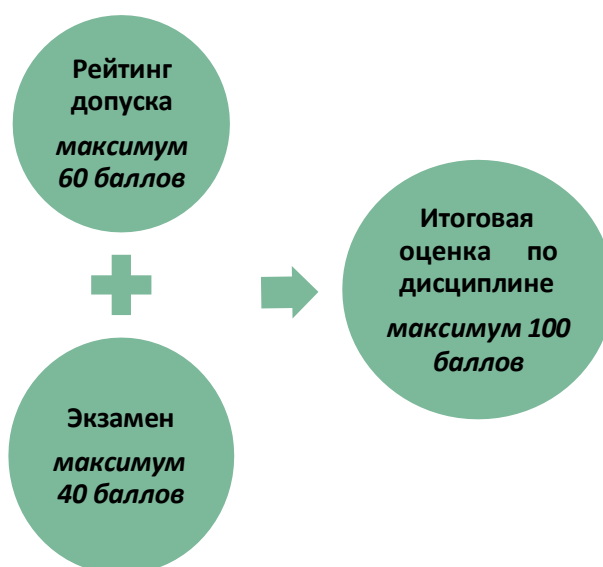 Рейтинг
допуска
максимум
60 баллов
Экзамен
максимум
40 баллов
Итоговая
оценка по
дисциплине
максимум 100
баллов